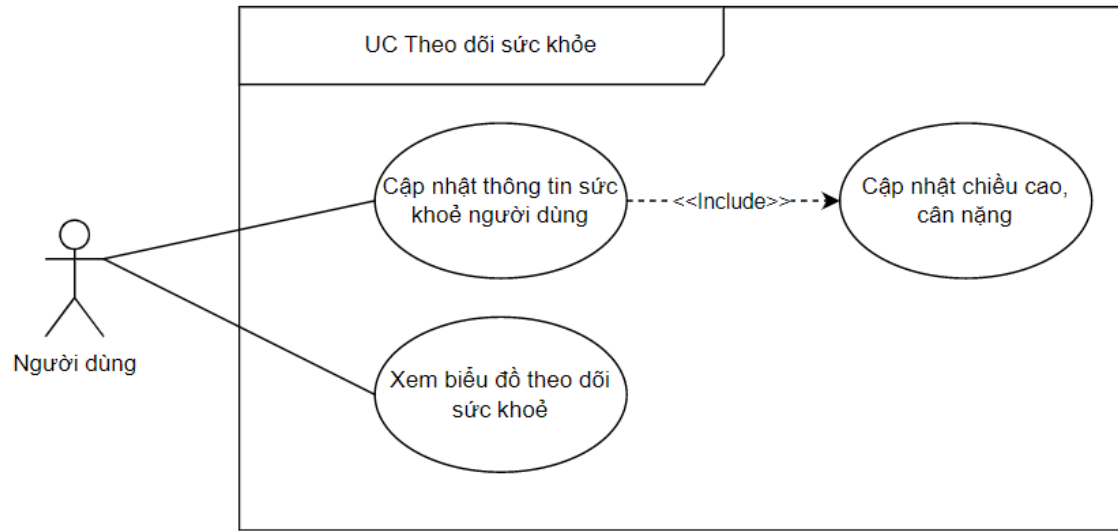 UC Theo dõi sức khỏe
Cập nhật thông tin sức
khoẻ người dùng
<<Include>>
Cập nhật chiều cao,
cân nặng
Người dùng
Xem biểu đồ theo dõi
sức khoẻ